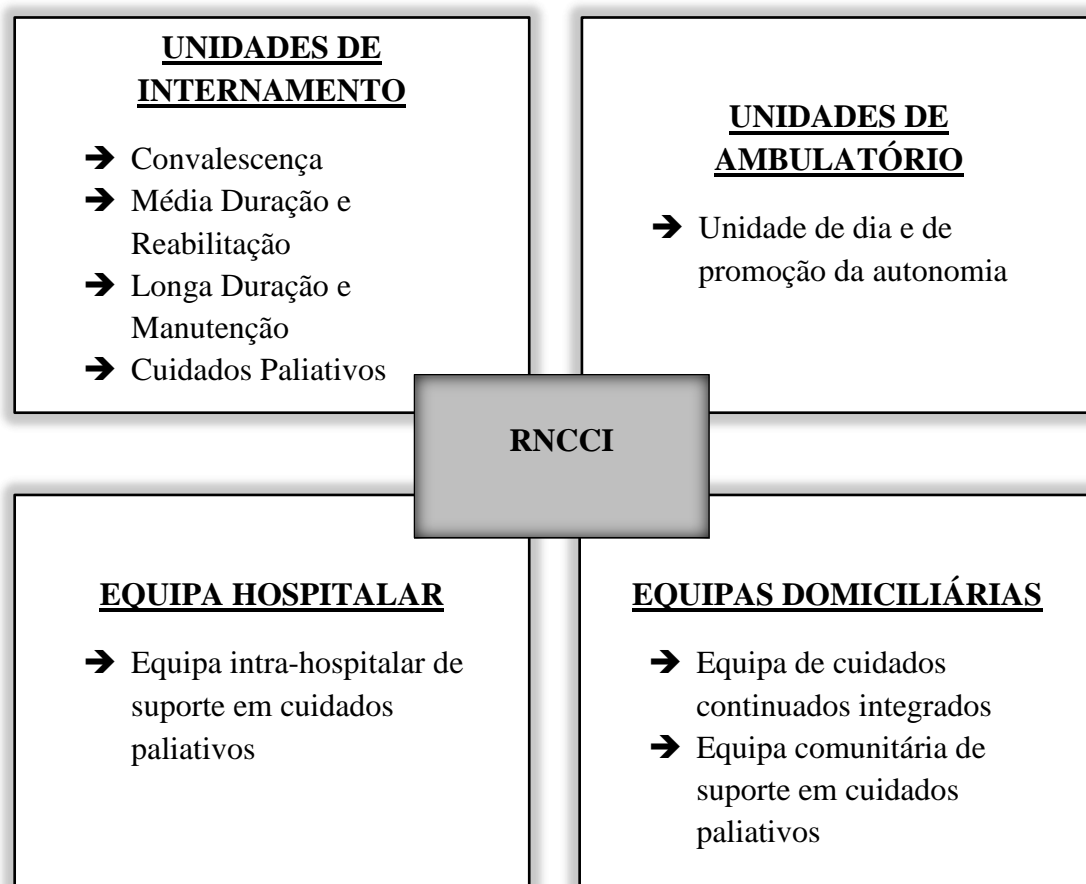 UNIDADES DE
INTERNAMENTO
➔ Convalescença
➔ Média Duração e
Reabilitação
➔ Longa Duração e
Manutenção
➔ Cuidados Paliativos
UNIDADES DE
AMBULATÓRIO
➔ Unidade de dia e de
promoção da autonomia
RNCCI
EQUIPA HOSPITALAR
➔ Equipa intra-hospitalar de
suporte em cuidados
paliativos
EQUIPAS DOMICILIÁRIAS
➔ Equipa de cuidados
continuados integrados
➔ Equipa comunitária de
suporte em cuidados
paliativos